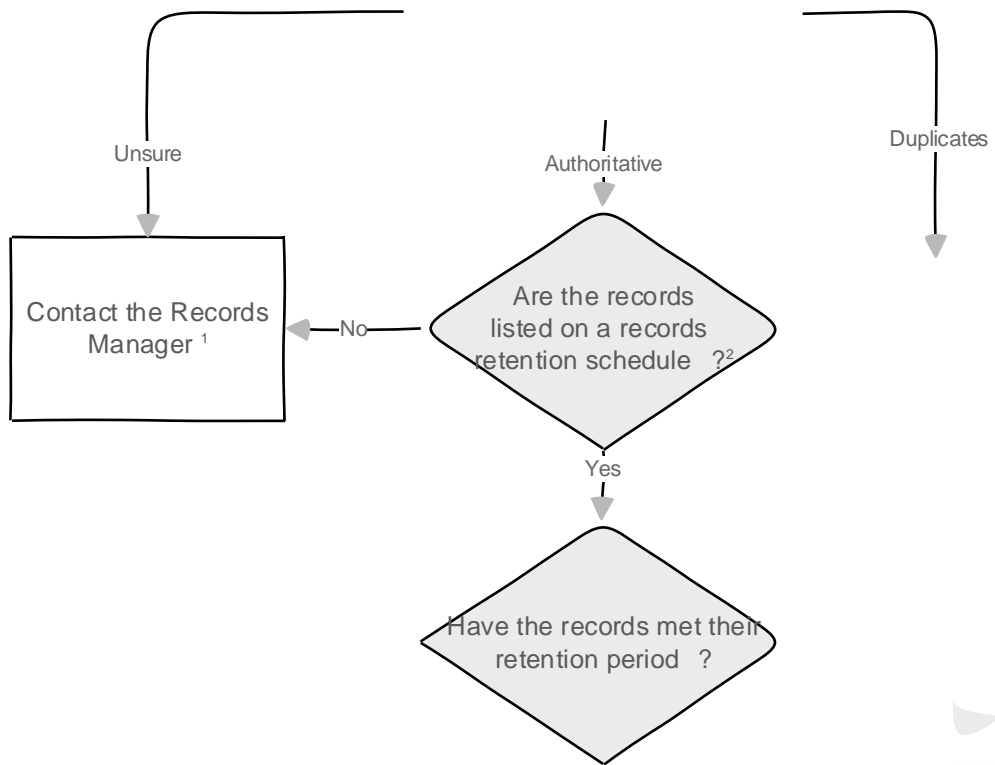 Unsure
Authoritative
Duplicates
Contact the Records
Manager ¹
No
Are the records
listed on a records
retention schedule ?²
Yes
Have the records met their
retention period ?